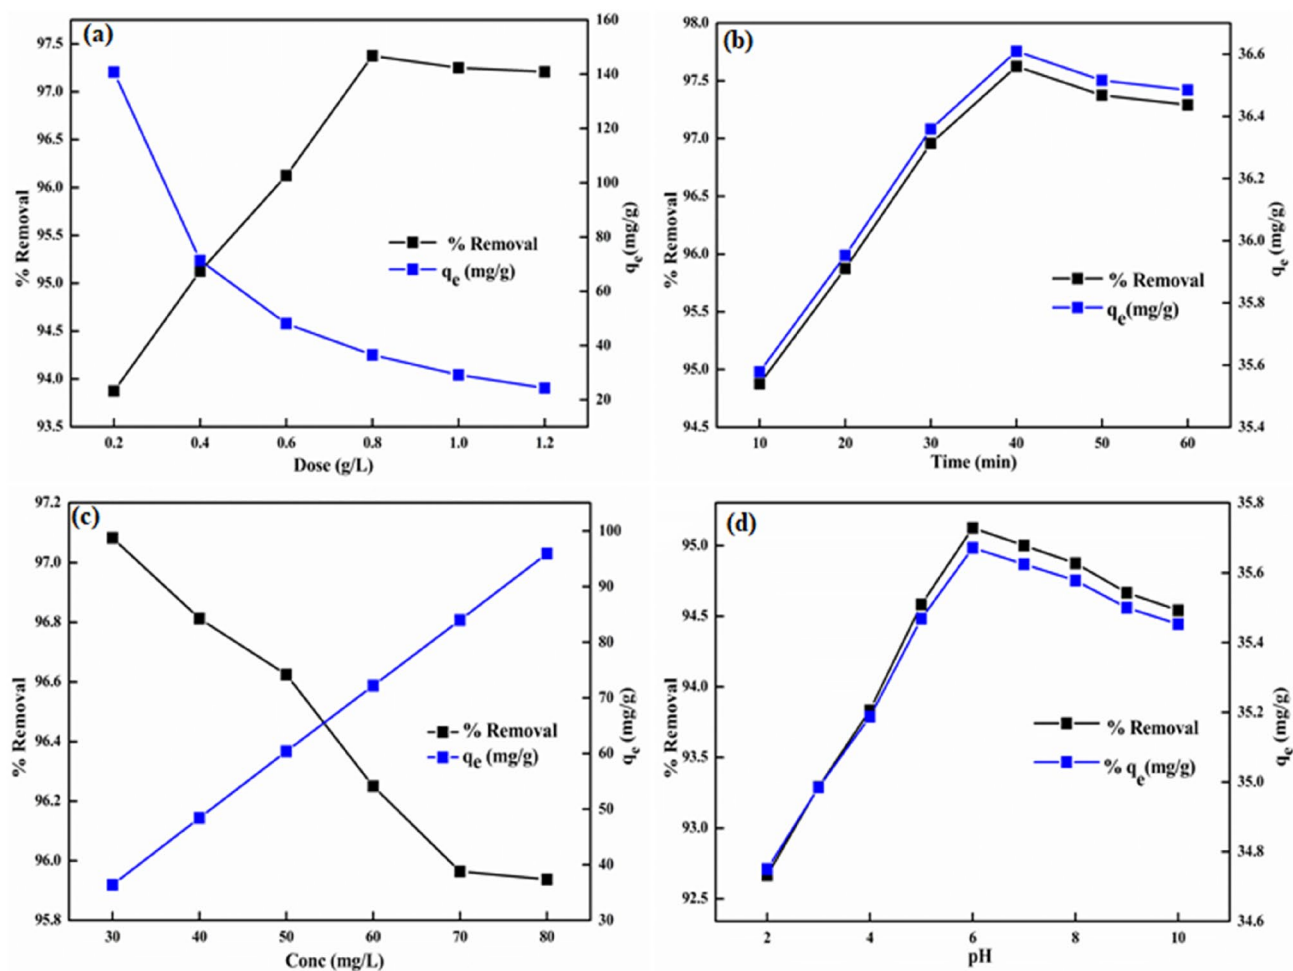 (a)
97.5
97.0
96.5
96.0
95.5
95.0
94.5
94.0
93.5
% Removal
160
140
120
100
80
60
40
20
qe(mg/g)
% Removal
qe (mg/g)
0.2 0.4 0.6 0.8 1.0 1.2
Dose (g/L)
(b)
98.0
97.5
97.0
96.5
96.0
95.5
95.0
94.5
% Removal
36.6
36.4
36.2
36.0
35.8
35.6
35.4
qe (mg/g)
% Removal
qe(mg/g)
10 20 30 40 50 60
Time (min)
(c)
97.2
97.0
96.8
96.6
96.4
96.2
96.0
95.8
% Removal
100
90
80
70
60
50
40
30
qe (mg/g)
% Removal
qe (mg/g)
30 40 50 60 70 80
Conc (mg/L)
(d)
95.0
94.5
94.0
93.5
93.0
92.5
% Removal
35.8
35.6
35.4
35.2
35.0
34.8
34.6
qe (mg/g)
% Removal
% qe(mg/g)
2 4 6 8 10
pH